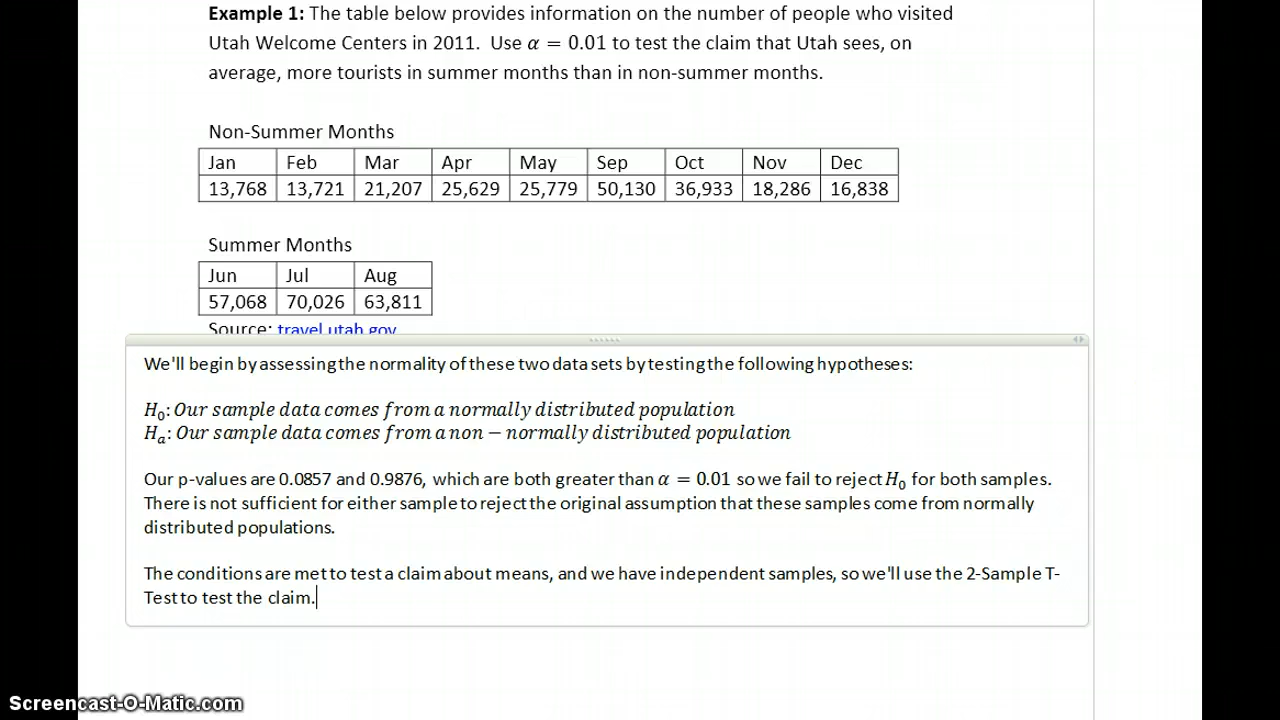 Example 1: The table below provides information on the number of people who visited
Utah Welcome Centers in 2011. Use α = 0.01 to test the claim that Utah sees, on
average, more tourists in summer months than in non-summer months.
Non-Summer Months
Jan Feb Mar Apr May Sep Oct Nov Dec
13,768 13,721 21,207 25,629 25,779 50,130 36,933 18,286 16,838
Summer Months
Jun Jul Aug
57,068 70,026 63,811
Source: travel.utah.gov
We'll begin by assessing the normality of these two data sets by testing the following hypotheses:
H₀: Our sample data comes from a normally distributed population
Hₐ: Our sample data comes from a non − normally distributed population
Our p-values are 0.0857 and 0.9876, which are both greater than α = 0.01 so we fail to reject H₀ for both samples.
There is not sufficient for either sample to reject the original assumption that these samples come from normally
distributed populations.
The conditions are met to test a claim about means, and we have independent samples, so we'll use the 2-Sample T-
Test to test the claim.
Screencast-O-Matic.com